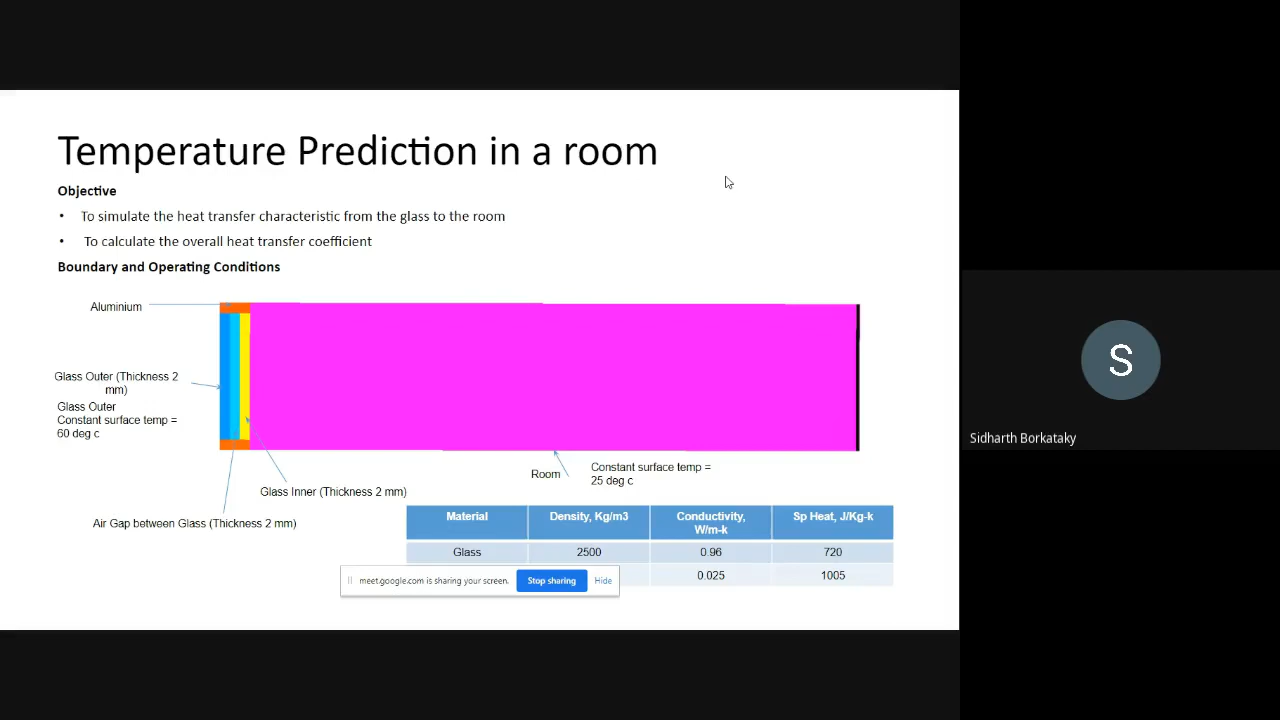 Temperature Prediction in a room
Objective
• To simulate the heat transfer characteristic from the glass to the room
• To calculate the overall heat transfer coefficient
Boundary and Operating Conditions
Aluminium
Glass Outer (Thickness 2
mm)
Glass Outer
Constant surface temp =
60 deg c
Glass Inner (Thickness 2 mm)
Air Gap between Glass (Thickness 2 mm)
Room
Constant surface temp =
25 deg c
Material Density, Kg/m3 Conductivity, Sp Heat, J/Kg-k
W/m-k
Glass 2500 0.96 720
0.025 1005
meet.google.com is sharing your screen. Stop sharing Hide
S
Sidharth Borkataky